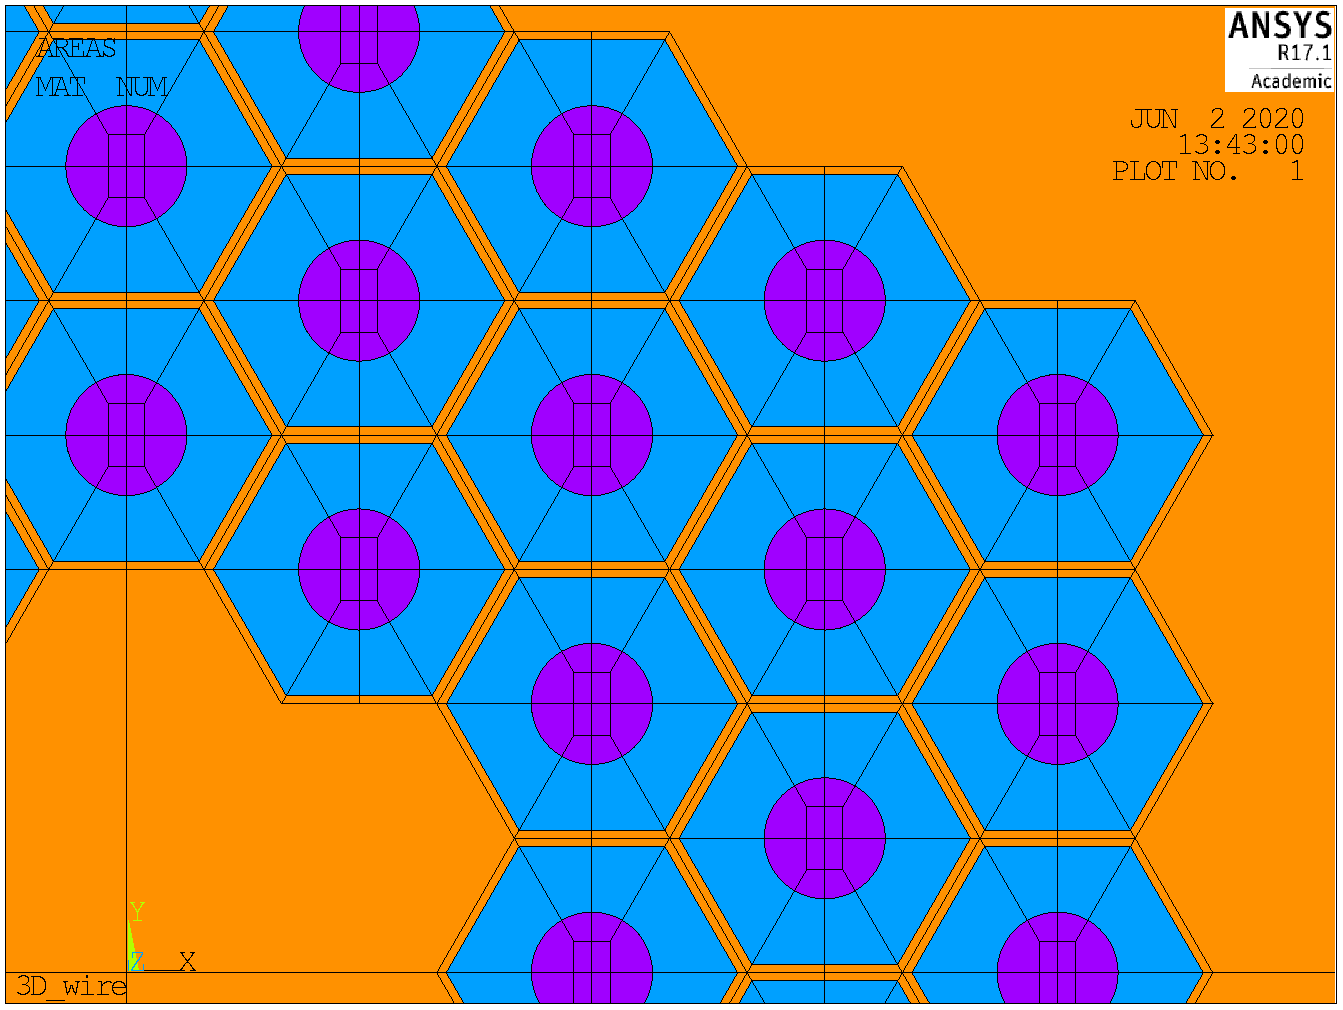 ANSYS
R17.1
Academic
AREAS
MAT NUM
JUN 2 2020
13:43:00
PLOT NO. 1
Y
Z X
3D_wire